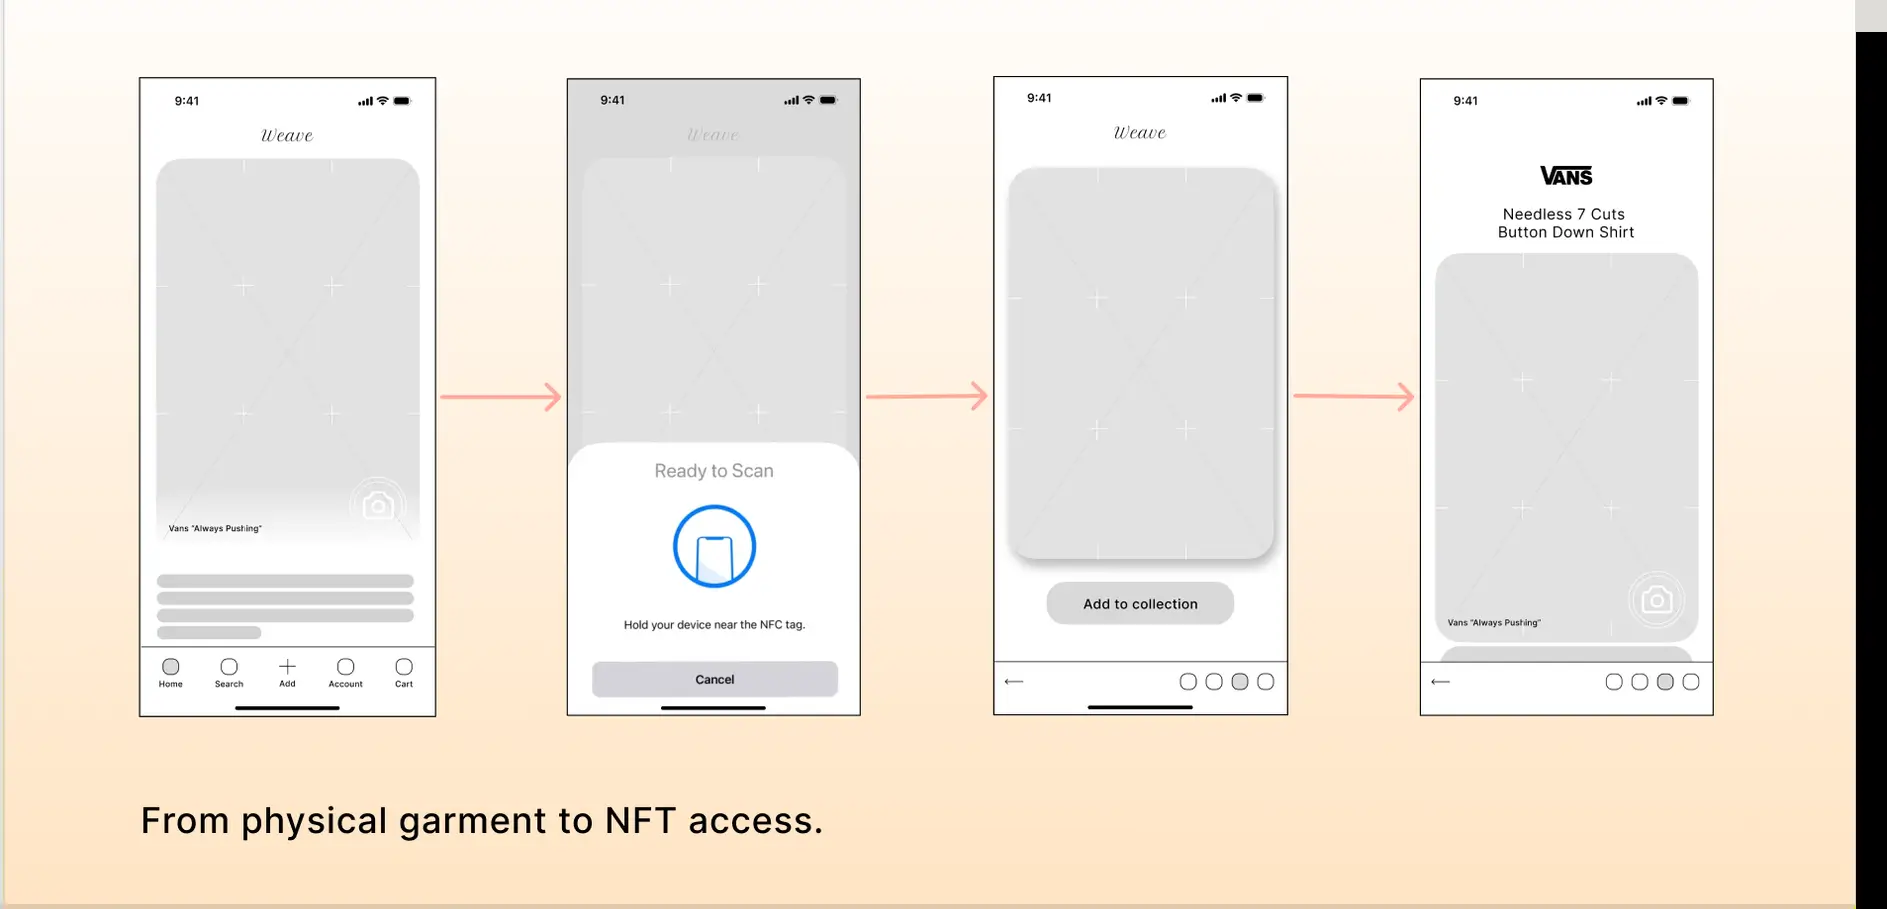 9:41
Weave
Vans "Always Pushing"
Home
Search
Add
Account
Cart
9:41
Weave
Ready to Scan
Hold your device near the NFC tag.
Cancel
9:41
Weave
Add to collection
9:41
VANS
Needless 7 Cuts
Button Down Shirt
Vans "Always Pushing"
From physical garment to NFT access.